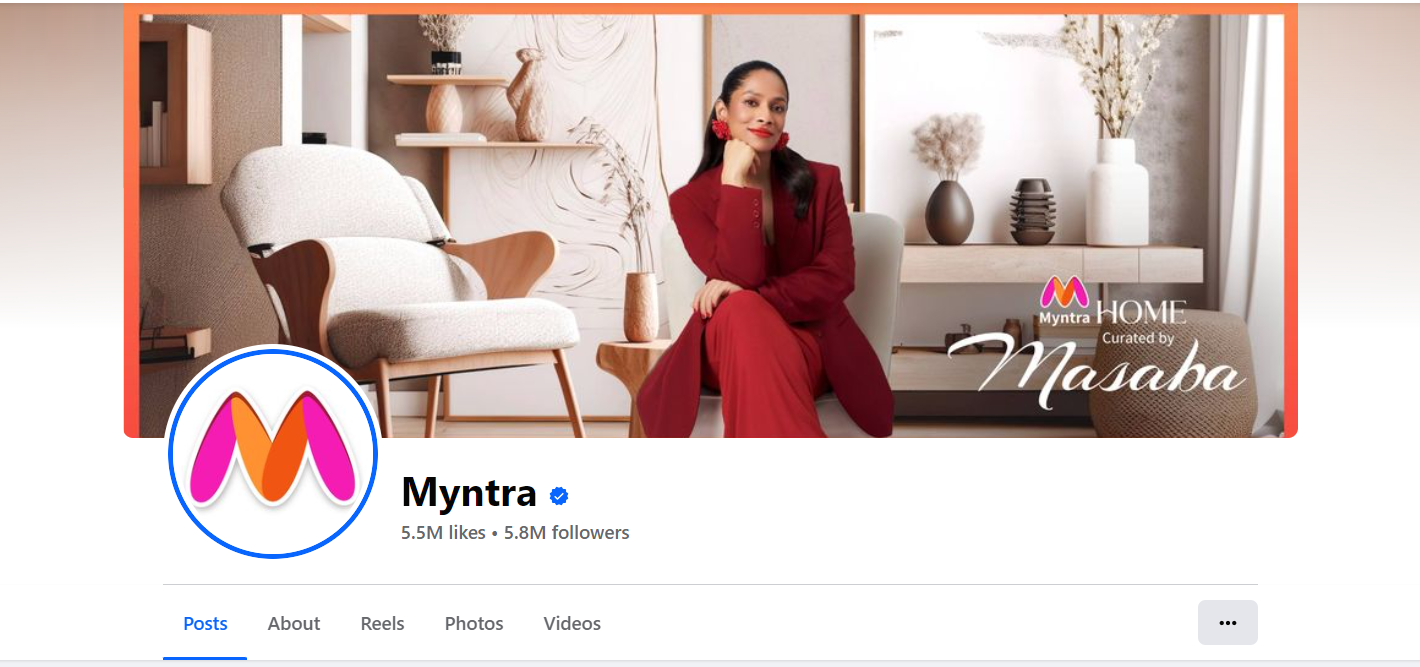 Myntra HOME
Curated by
Masaba
Myntra
5.5M likes • 5.8M followers
Posts About Reels Photos Videos